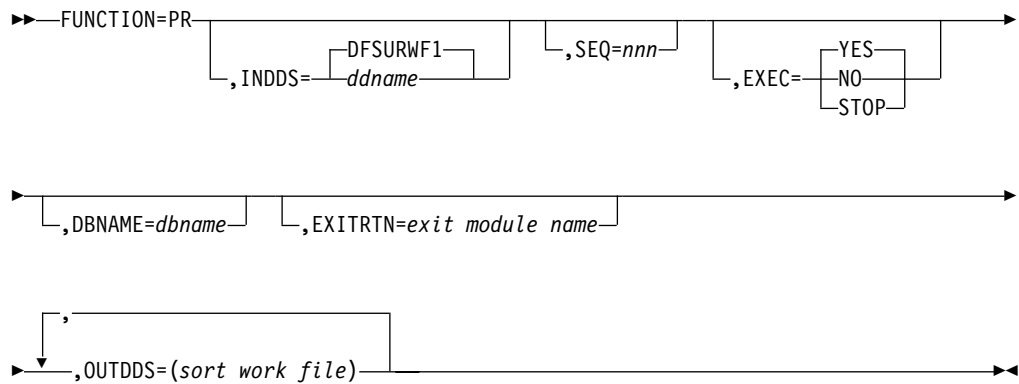 FUNCTION=PR
,INDDS=
DFSURWF1
ddname
,SEQ=nnn
,EXEC=
YES
NO
STOP
,DBNAME=dbname
,EXITRTN=exit module name
,
,OUTDDS=(sort work file)